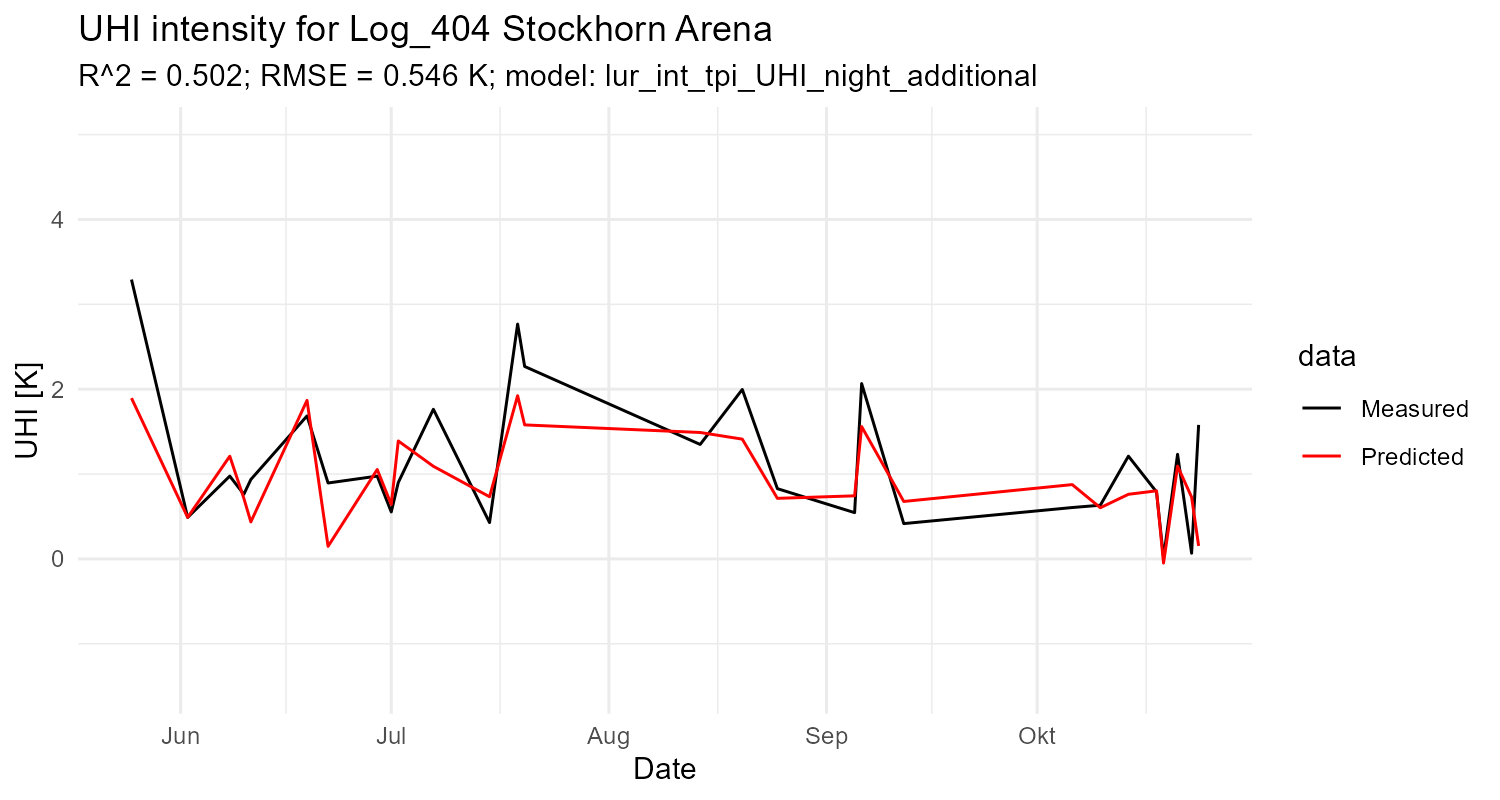 UHI intensity for Log_404 Stockhorn Arena
R^2 = 0.502; RMSE = 0.546 K; model: lur_int_tpi_UHI_night_additional
4
2
0
UHI [K]
Jun Jul Aug Sep Okt
Date
data
Measured
Predicted